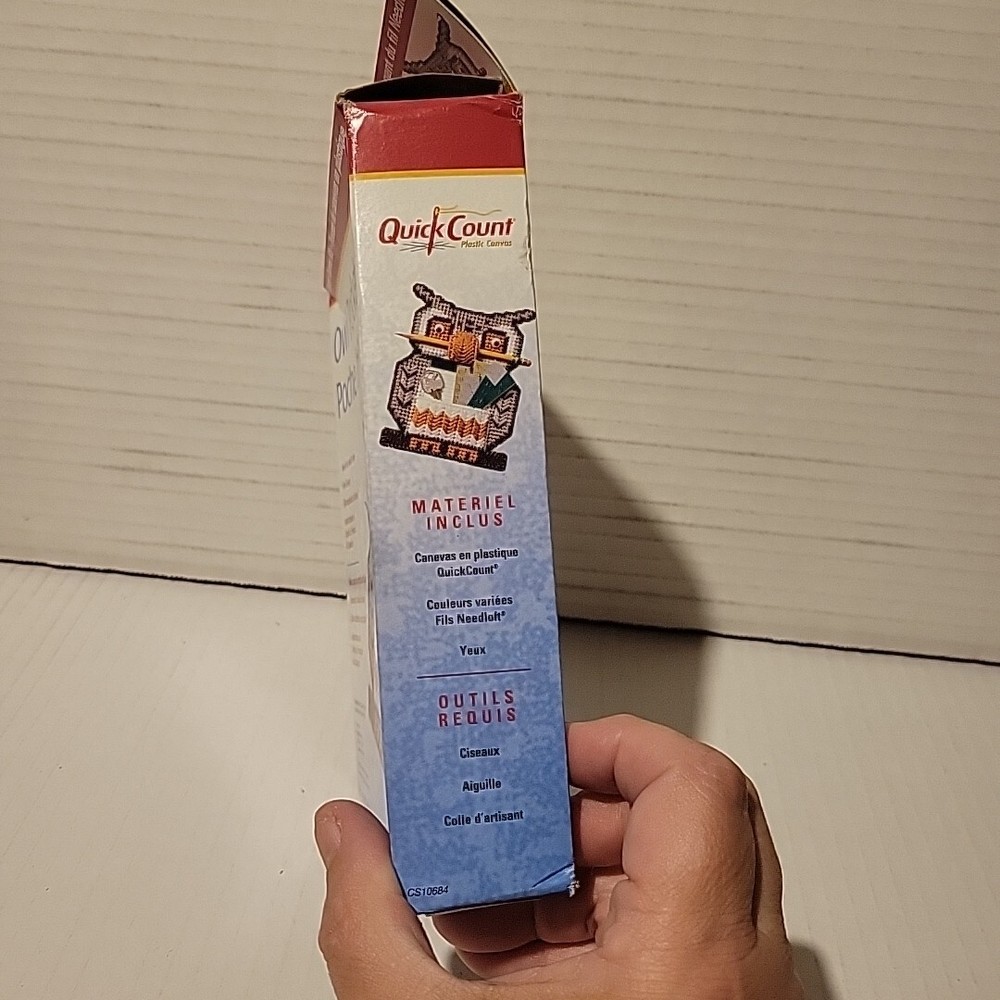 QuickCount®
Plastic Canvas
MATERIEL
INCLUS
Canevas en plastique
QuickCount®
Couleurs variées
Fils Needloft®
Yeux
OUTILS
REQUIS
Ciseaux
Aiguille
Colle d'artisant
CS10684